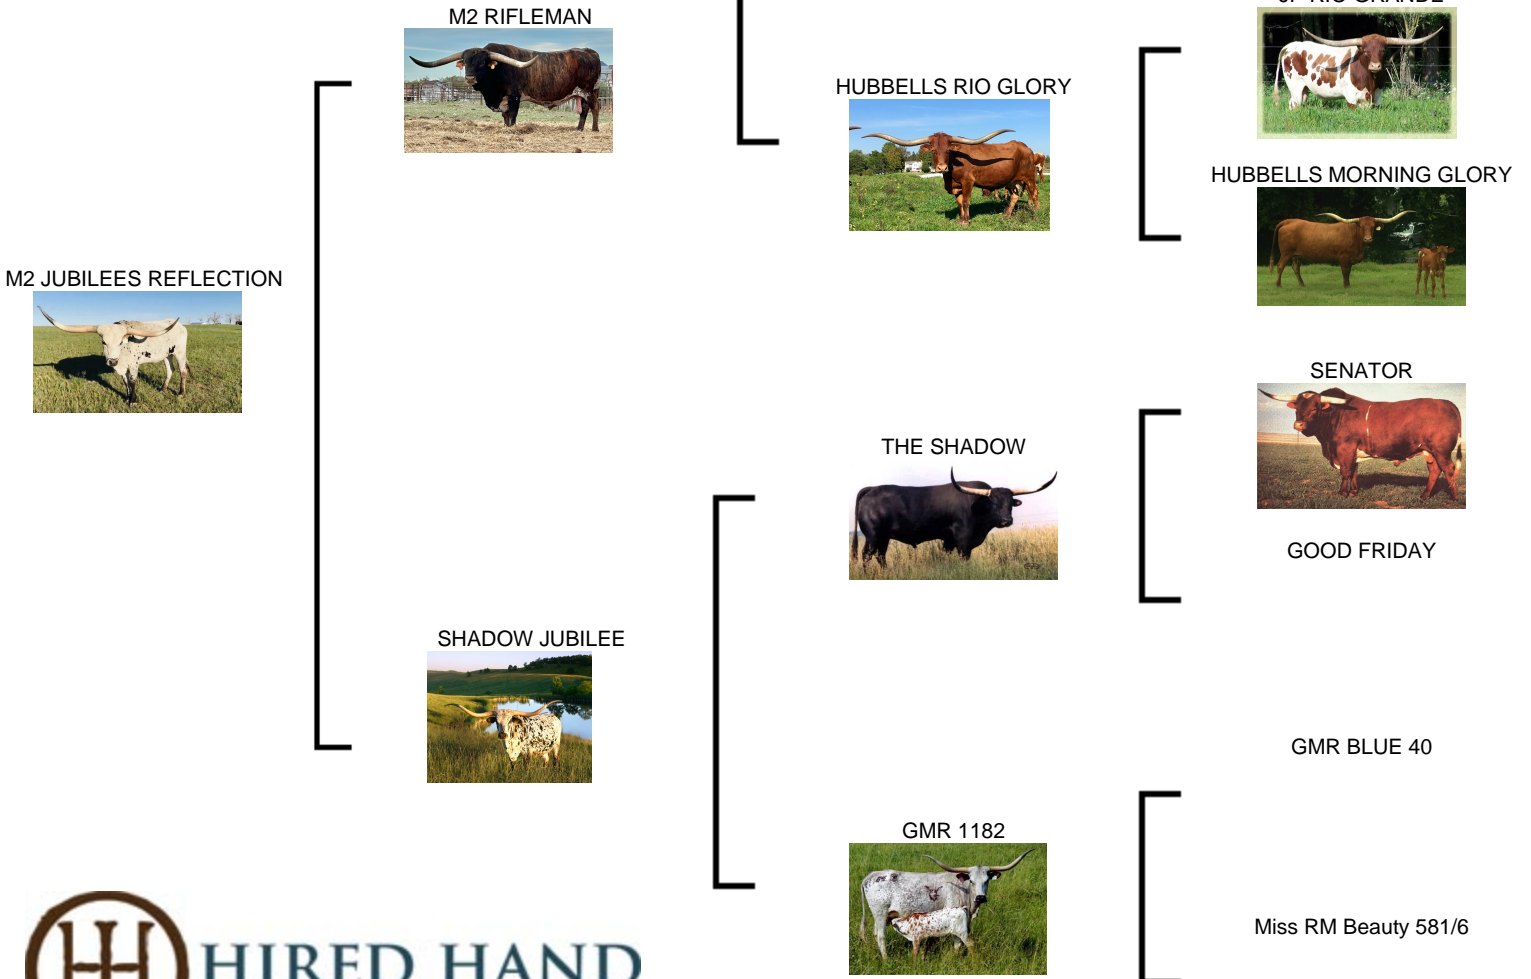 M2 RIFLEMAN
HUBBELLS RIO GLORY
HUBBELLS MORNING GLORY
M2 JUBILEES REFLECTION
SENATOR
THE SHADOW
GOOD FRIDAY
SHADOW JUBILEE
GMR BLUE 40
GMR 1182
Miss RM Beauty 581/6
HIRED HAND